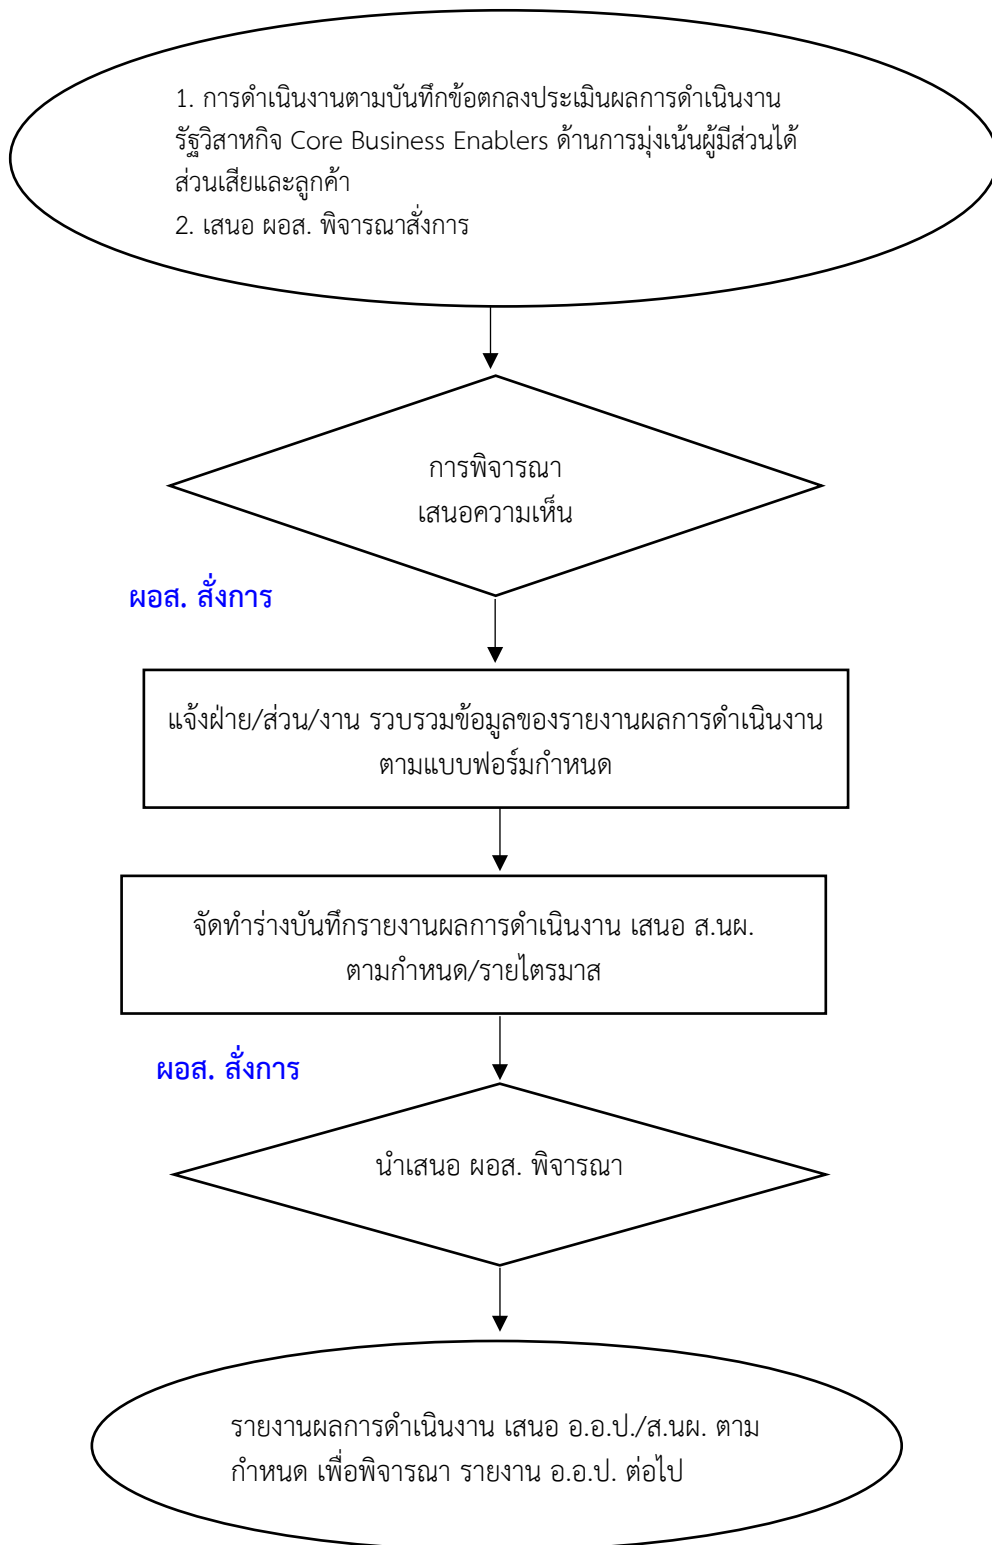 1. การดำเนินงานตามบันทึกข้อตกลงประเมินผลการดำเนินงาน
รัฐวิสาหกิจ Core Business Enablers ด้านการมุ่งเน้นผู้มีส่วนได้
ส่วนเสียและลูกค้า
2. เสนอ ผอส. พิจารณาสั่งการ
การพิจารณา
เสนอความเห็น
ผอส. สั่งการ
แจ้งฝ่าย/ส่วน/งาน รวบรวมข้อมูลของรายงานผลการดำเนินงาน
ตามแบบฟอร์มกำหนด
จัดทำร่างบันทึกรายงานผลการดำเนินงาน เสนอ ส.นผ.
ตามกำหนด/รายไตรมาส
ผอส. สั่งการ
นำเสนอ ผอส. พิจารณา
รายงานผลการดำเนินงาน เสนอ อ.อ.ป./ส.นผ. ตาม
กำหนด เพื่อพิจารณา รายงาน อ.อ.ป. ต่อไป